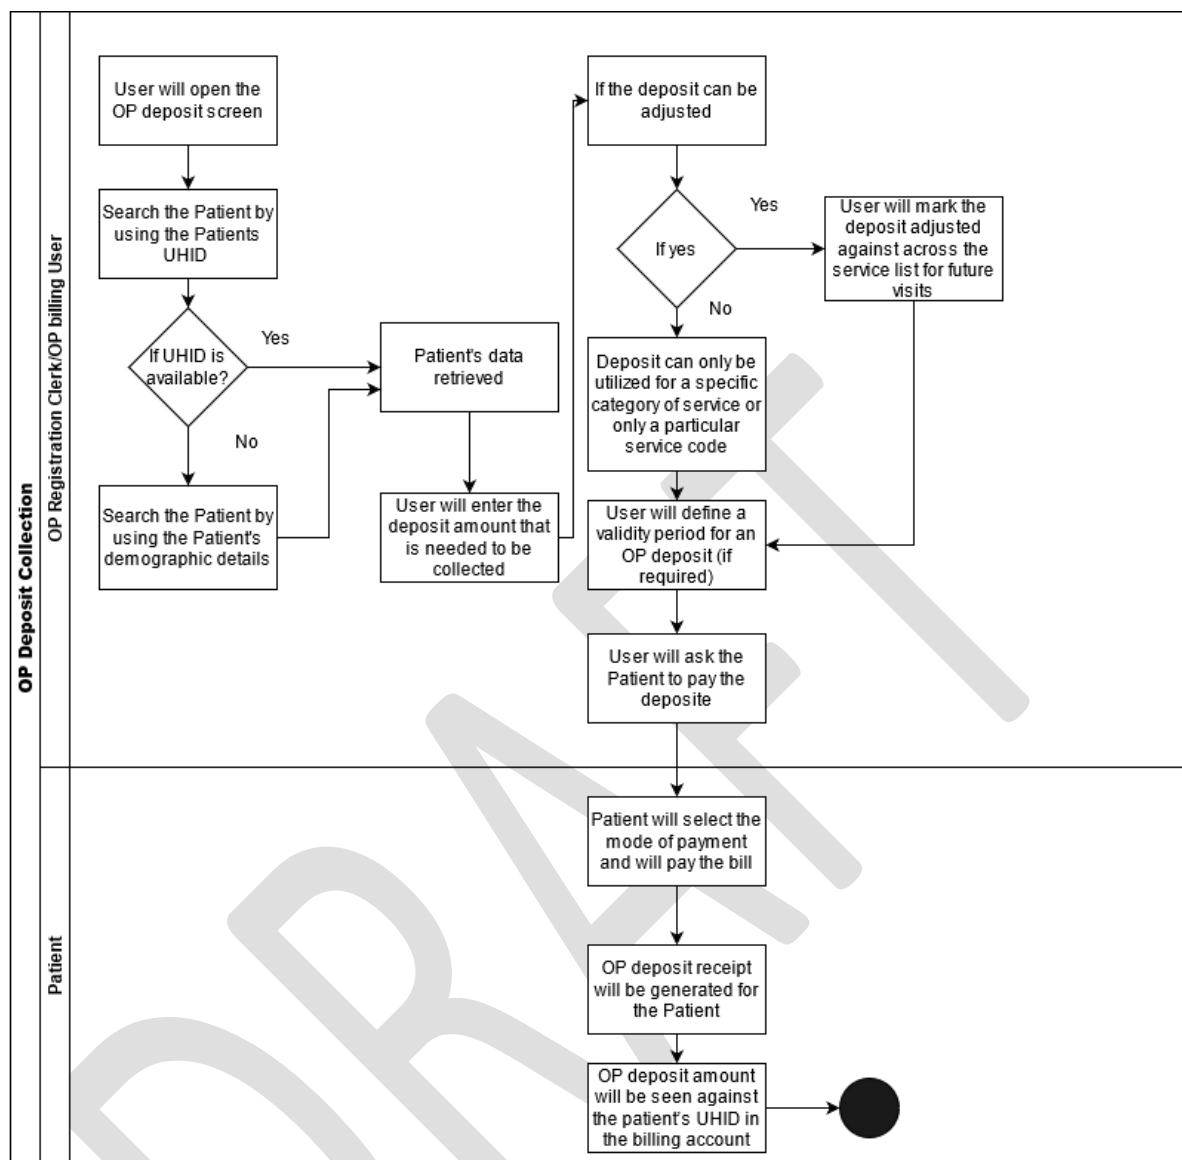 OP Deposit Collection
OP Registration Clerk/OP billing User
User will open the
OP deposit screen
Search the Patient by
using the Patients
UHID
If UHID is
available?
Yes
No
Search the Patient by
using the Patient's
demographic details
Patient's data
retrieved
User will enter the
deposit amount that
is needed to be
collected
If the deposit can be
adjusted
If yes
Yes
No
User will mark the
deposit adjusted
against across the
service list for future
visits
Deposit can only be
utilized for a specific
category of service or
only a particular
service code
User will define a
validity period for an
OP deposit (if
required)
User will ask the
Patient to pay the
deposite
Patient
Patient will select the
mode of payment
and will pay the bill
OP deposit receipt
will be generated for
the Patient
OP deposit amount
will be seen against
the patient's UHID in
the billing account
DRAFT